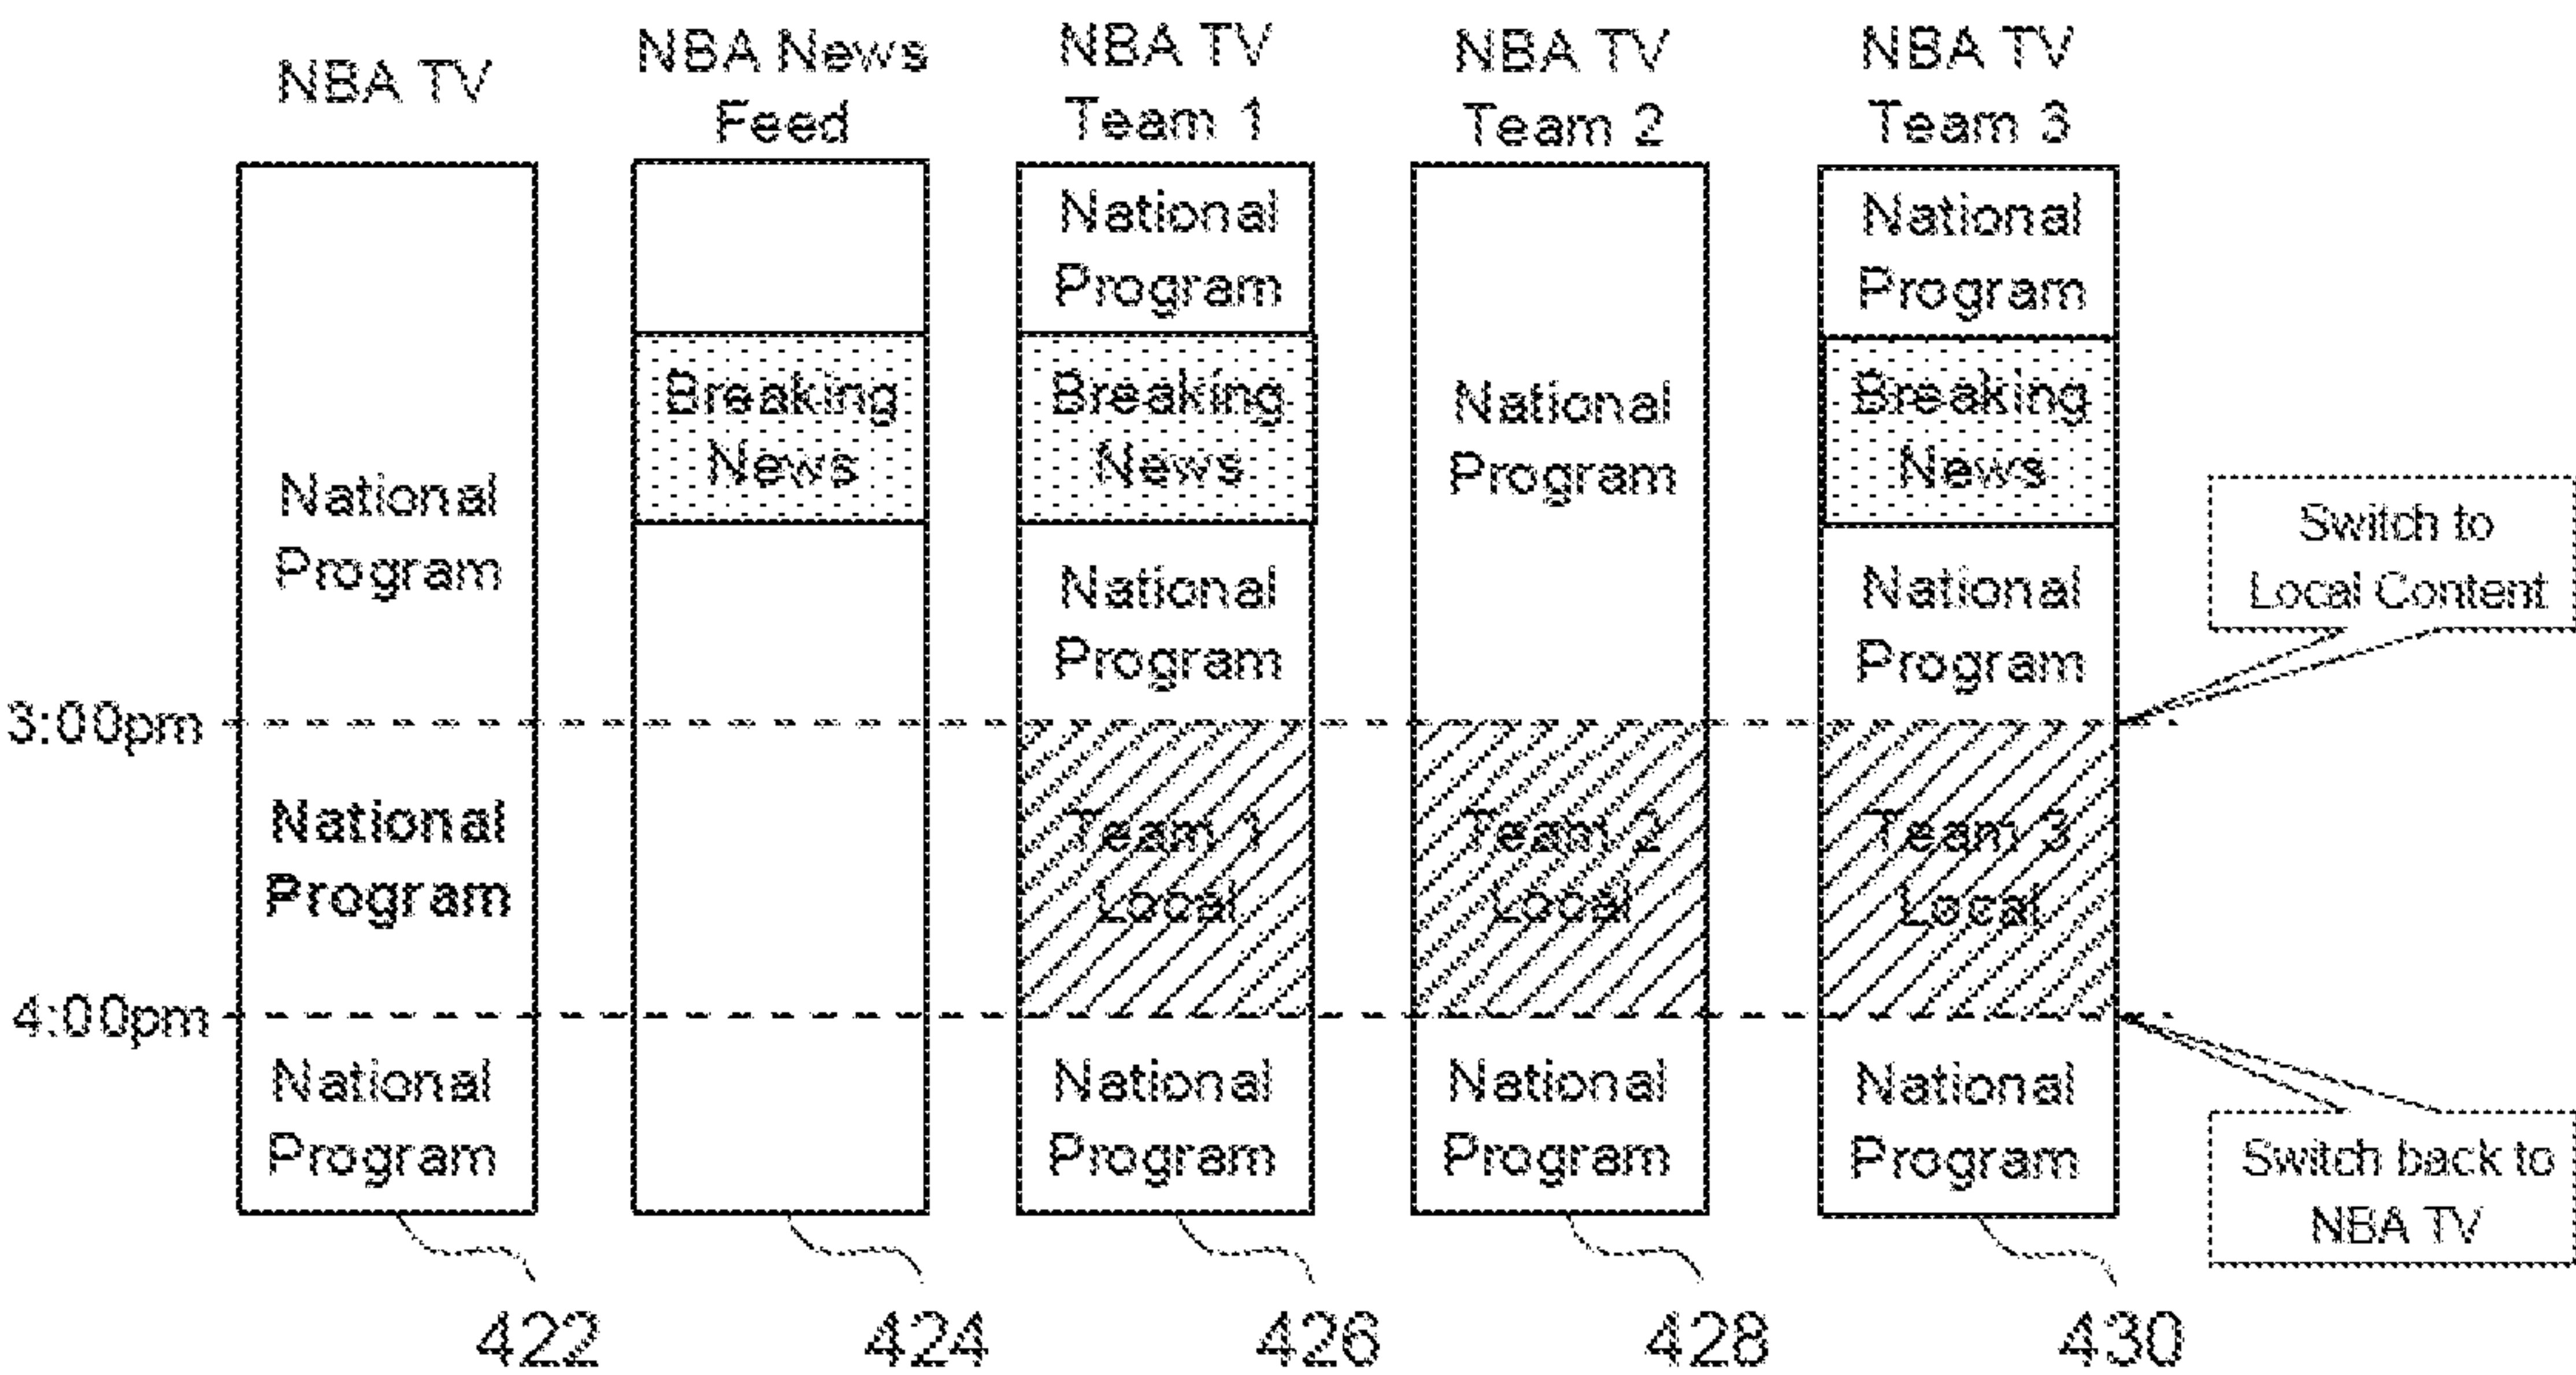 NBA TV
NBA News
Feed
NBA TV
Team 1
NBA TV
Team 2
NBA TV
Team 3
National
Program
National
Program
National
Program
Breaking
News
Breaking
News
National
Program
National
Program
National
Program
Breaking
News
National
Program
Switch to
Local Content
3:00pm
National
Program
Team 1
Local
Team 2
Local
Team 3
Local
4:00pm
National
Program
National
Program
National
Program
National
Program
Switch back to
NBA TV
422
424
426
428
430